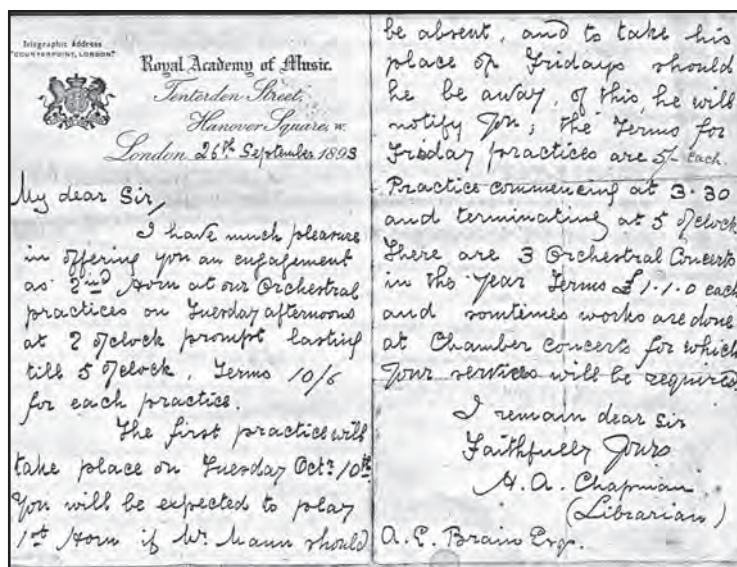 Telegraphic Address
"COUNTERPOINT, LONDON."
Royal Academy of Music.
Tenterden Street,
Hanover Square, W.
London 26th September 1893
My dear Sir,
I have much pleasure
in offering you an engagement
as 2nd Horn at our Orchestral
practices on Tuesday afternoons
at 2 o'clock prompt lasting
till 5 o'clock. Terms 10/6
for each practice.
The first practice will
take place on Tuesday Octr 10th
You will be expected to play
1st Horn if Mr. Mann should
be absent, and to take his
place on Fridays should
he be away, of this, he will
notify you; the Terms for
Friday practices are 5/- each.
Practice commencing at 3.30
and terminating at 5 o'clock
There are 3 Orchestral Concerts
in the Year Terms £1.1.0 each
and somtimes works are done
at Chamber Concerts for which
your services will be required
I remain dear Sir
Faithfully Yours
H. A. Chapman
(Librarian)
A. E. Brain Esq.